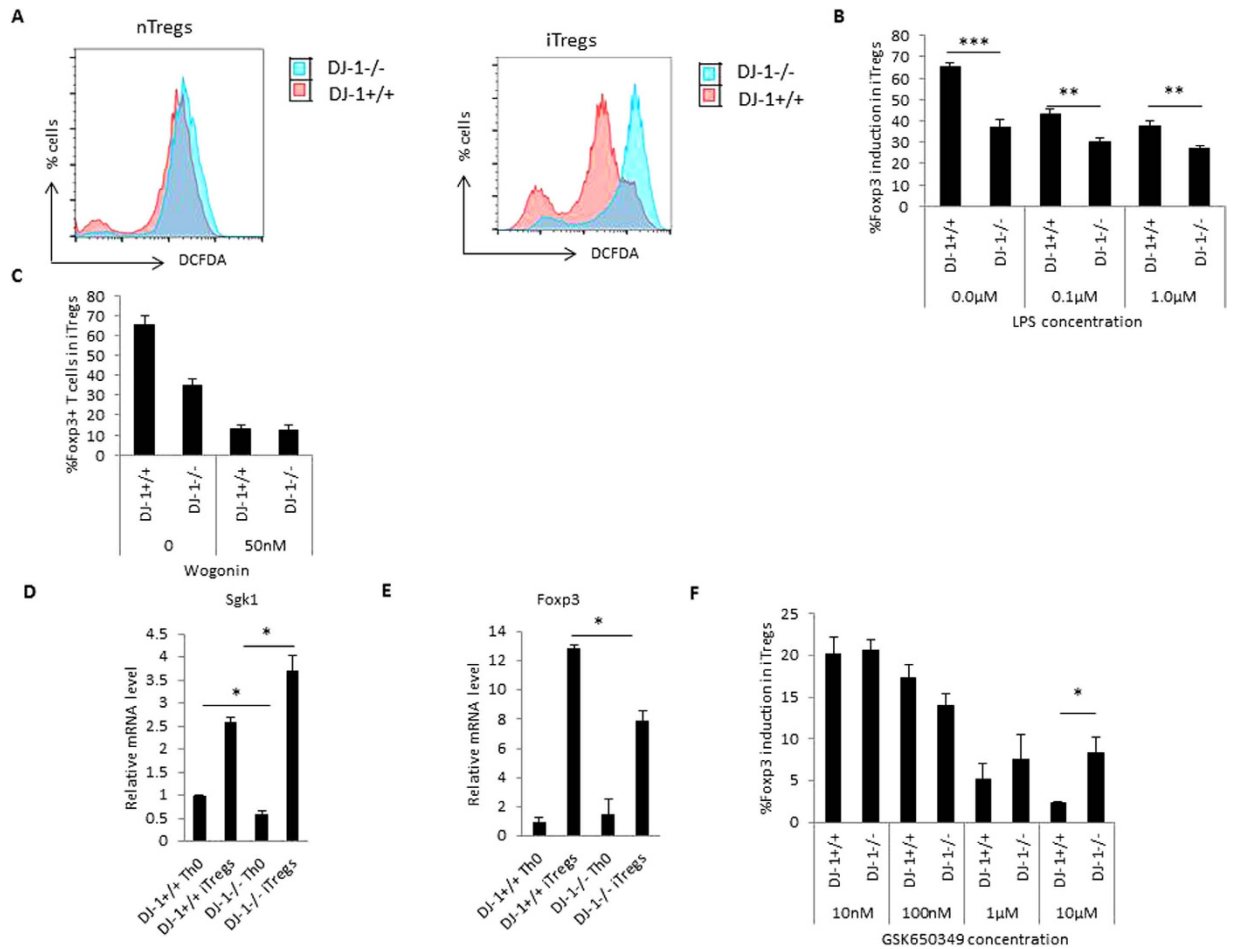 A
nTregs
DJ-1-/-
DJ-1+/+
% cells
DCFDA
iTregs
DJ-1-/-
DJ-1+/+
% cells
DCFDA
B
%Foxp3 induction in iTregs
80
70
60
50
40
30
20
10
0
***
**
**
DJ-1+/+
DJ-1-/-
DJ-1+/+
DJ-1-/-
DJ-1+/+
DJ-1-/-
0.0µM
0.1µM
1.0µM
LPS concentration
C
%Foxp3+ T cells in iTregs
80
70
60
50
40
30
20
10
0
DJ-1+/+
DJ-1-/-
DJ-1+/+
DJ-1-/-
0
50nM
Wogonin
D
Sgk1
Relative mRNA level
4.5
4
3.5
3
2.5
2
1.5
1
0.5
0
*
*
DJ-1+/+ Th0
DJ-1+/+ iTregs
DJ-1-/- Th0
DJ-1-/- iTregs
E
Foxp3
Relative mRNA level
14
12
10
8
6
4
2
0
*
DJ-1+/+ Th0
DJ-1+/+ iTregs
DJ-1-/- Th0
DJ-1-/- iTregs
F
%Foxp3 induction in iTregs
25
20
15
10
5
0
*
DJ-1+/+
DJ-1-/-
DJ-1+/+
DJ-1-/-
DJ-1+/+
DJ-1-/-
DJ-1+/+
DJ-1-/-
10nM
100nM
1µM
10µM
GSK650349 concentration